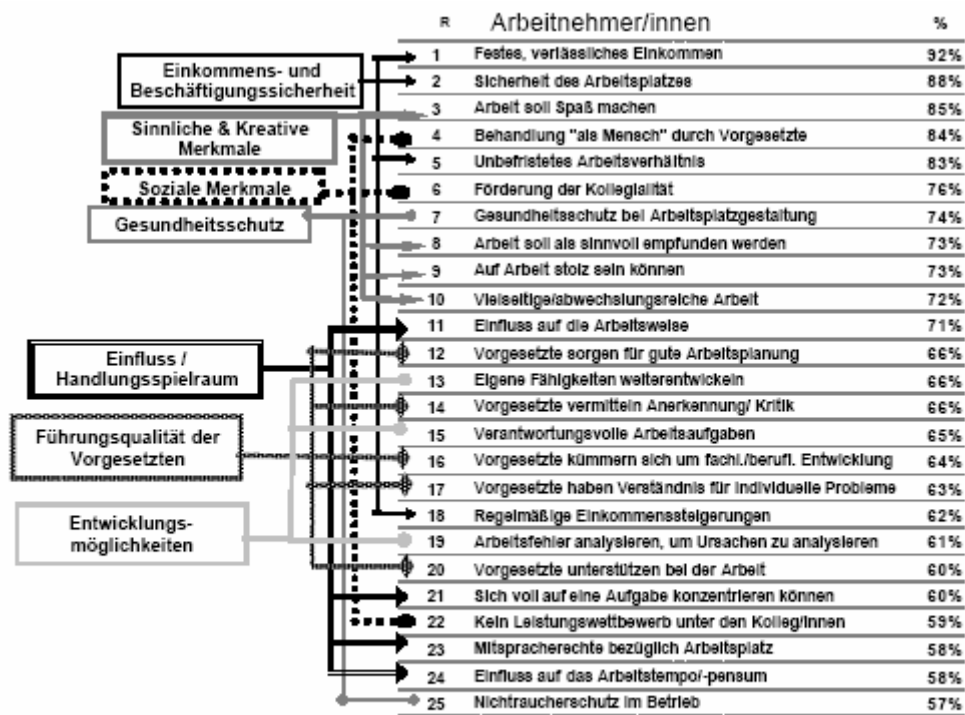 R Arbeitnehmer/innen %
1 Festes, verlässliches Einkommen 92%
2 Sicherheit des Arbeitsplatzes 88%
3 Arbeit soll Spaß machen 85%
4 Behandlung "als Mensch" durch Vorgesetzte 84%
5 Unbefristetes Arbeitsverhältnis 83%
6 Förderung der Kollegialität 76%
7 Gesundheitsschutz bei Arbeitsplatzgestaltung 74%
8 Arbeit soll als sinnvoll empfunden werden 73%
9 Auf Arbeit stolz sein können 73%
10 Vielseitige/abwechslungsreiche Arbeit 72%
11 Einfluss auf die Arbeitsweise 71%
12 Vorgesetzte sorgen für gute Arbeitsplanung 66%
13 Eigene Fähigkeiten weiterentwickeln 66%
14 Vorgesetzte vermitteln Anerkennung/ Kritik 66%
15 Verantwortungsvolle Arbeitsaufgaben 65%
16 Vorgesetzte kümmern sich um fachl./berufl. Entwicklung 64%
17 Vorgesetzte haben Verständnis für individuelle Probleme 63%
18 Regelmäßige Einkommenssteigerungen 62%
19 Arbeitsfehler analysieren, um Ursachen zu analysieren 61%
20 Vorgesetzte unterstützen bei der Arbeit 60%
21 Sich voll auf eine Aufgabe konzentrieren können 60%
22 Kein Leistungswettbewerb unter den Kolleg/innen 59%
23 Mitspracherechte bezüglich Arbeitsplatz 58%
24 Einfluss auf das Arbeitstempo/-pensum 58%
25 Nichtraucherschutz im Betrieb 57%
Einkommens- und
Beschäftigungssicherheit
Sinnliche & Kreative
Merkmale
Soziale Merkmale
Gesundheitsschutz
Einfluss /
Handlungsspielraum
Führungsqualität der
Vorgesetzten
Entwicklungs-
möglichkeiten